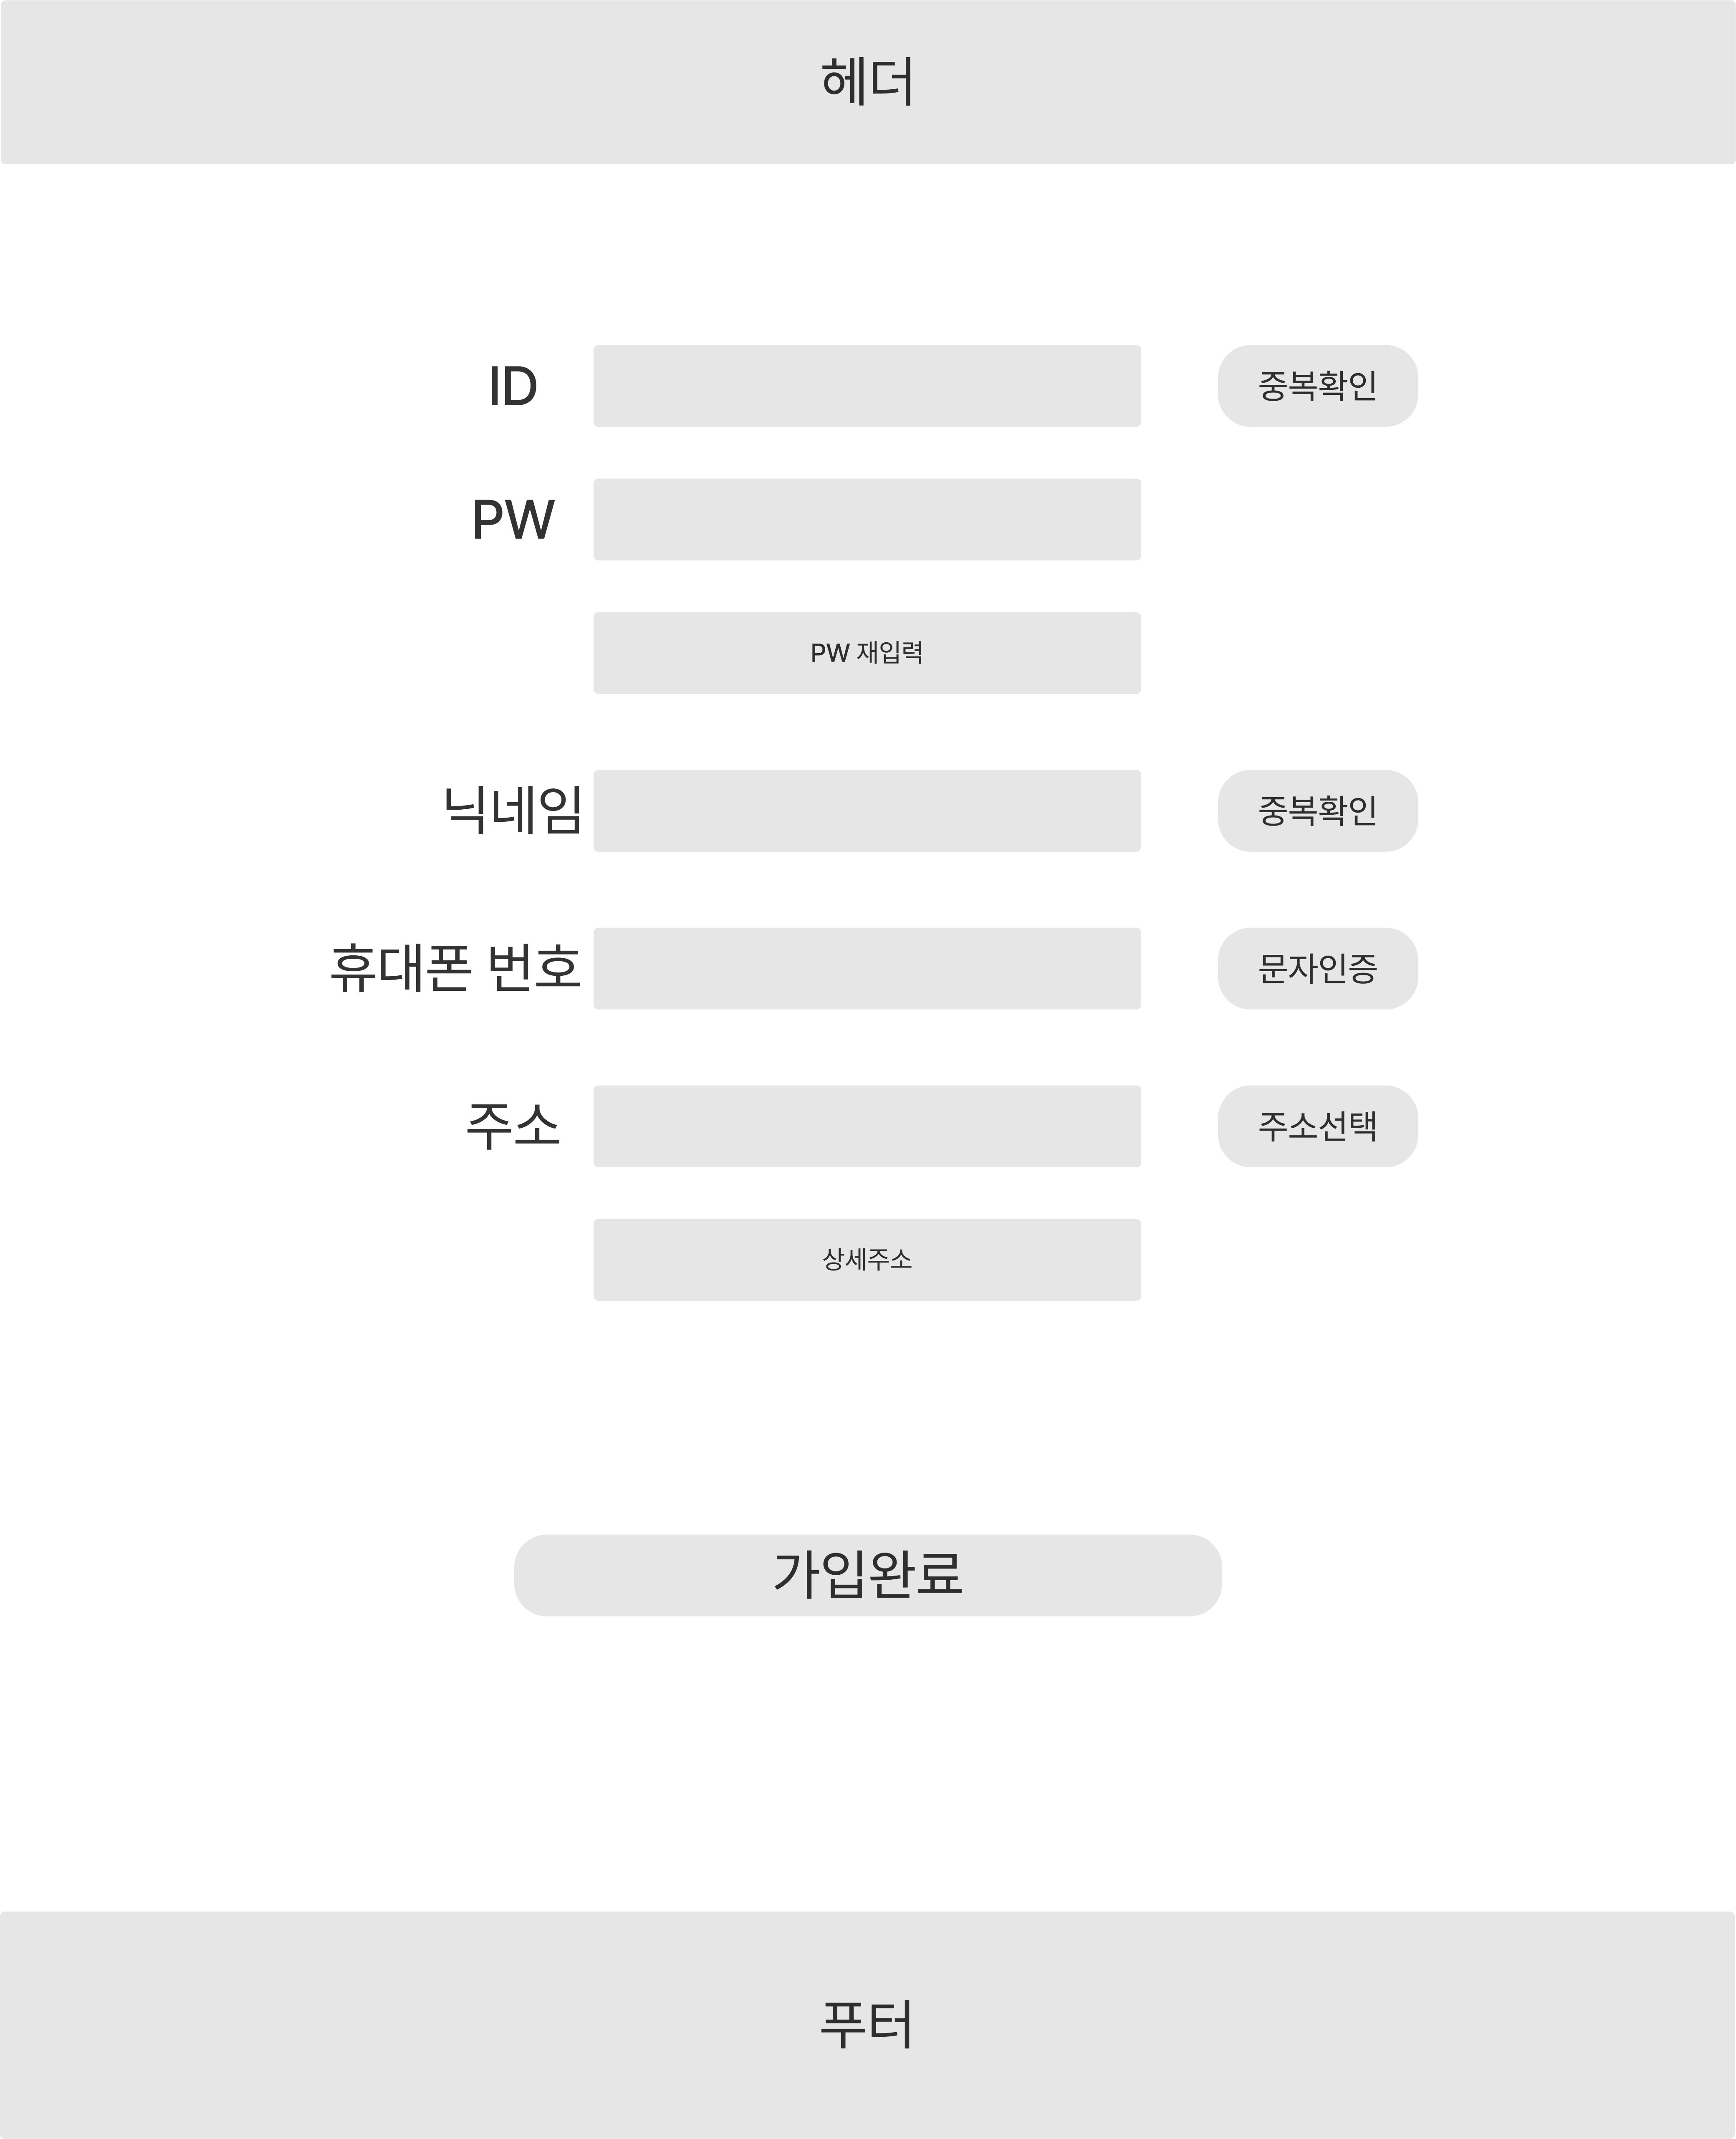 헤더
ID
중복확인
PW
PW 재입력
닉네임
중복확인
휴대폰 번호
문자인증
주소
주소선택
상세주소
가입완료
푸터